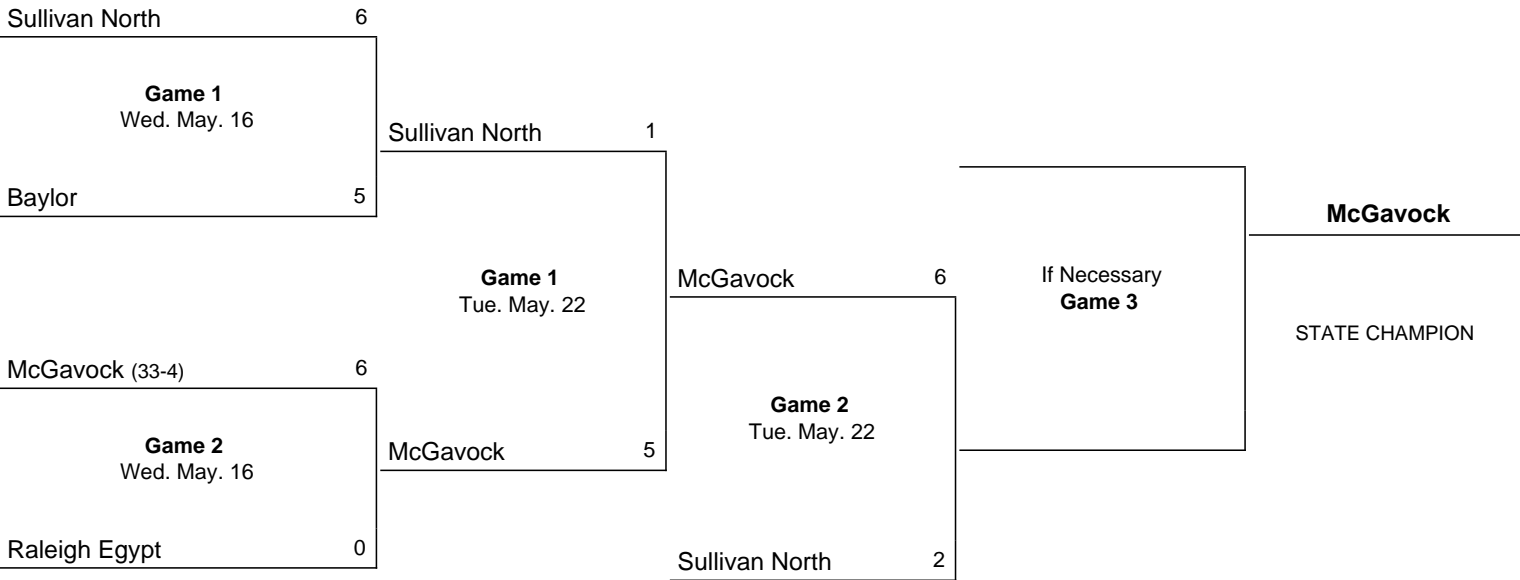 Sullivan North 6
Game 1
Wed. May. 16
Baylor 5
McGavock (33-4) 6
Game 2
Wed. May. 16
Raleigh Egypt 0
Sullivan North 1
Game 1
Tue. May. 22
McGavock 5
McGavock 6
Game 2
Tue. May. 22
Sullivan North 2
If Necessary
Game 3
McGavock
STATE CHAMPION